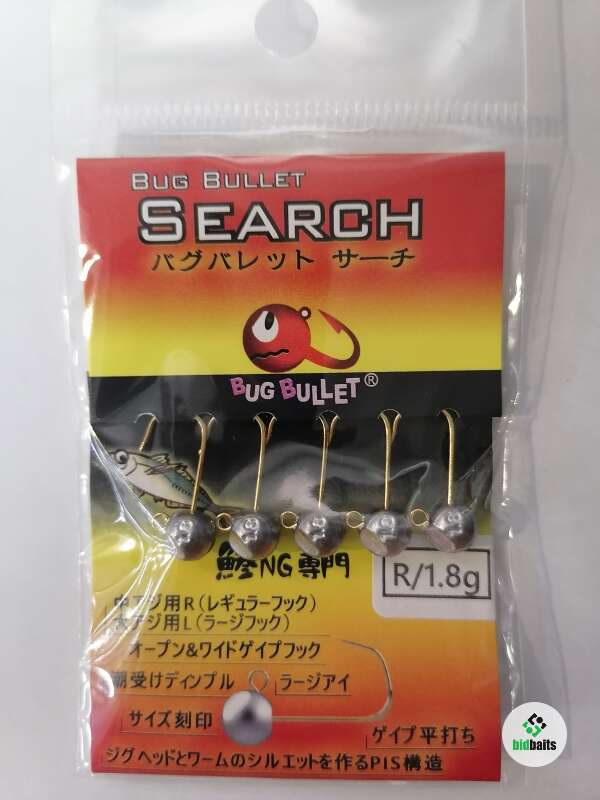 BUG BULLET
SEARCH
バグバレット サーチ
BUG BULLET®
鯵NG専門
R/1.8g
中アジ用R(レギュラーフック)
大アジ用L(ラージフック)
オープン&ワイドゲイプフック
潮受けディンプル
ラージアイ
サイズ刻印
ゲイプ平打ち
ジグヘッドとワームのシルエットを作るPIS構造
bidbaits